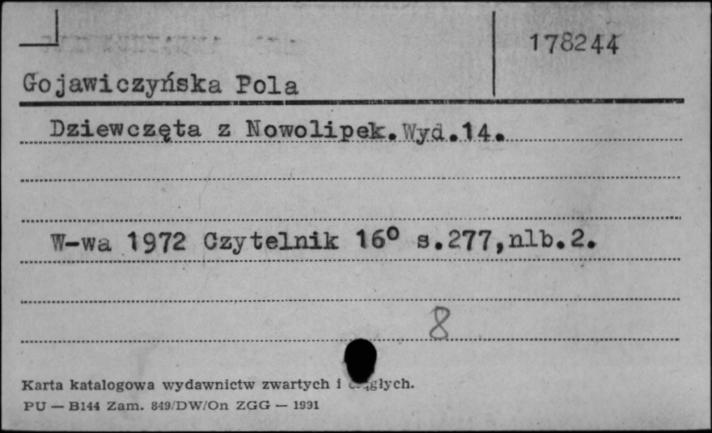 178244
Gojawiczyńska Pola
Dziewczęta z Nowolipek.Wyd.14.
W-wa 1972 Czytelnik 16° s.277,nlb.2.
8
Karta katalogowa wydawnictw zwartych i
PU — B144 Zam. 849/DW/On ZGG — 1991